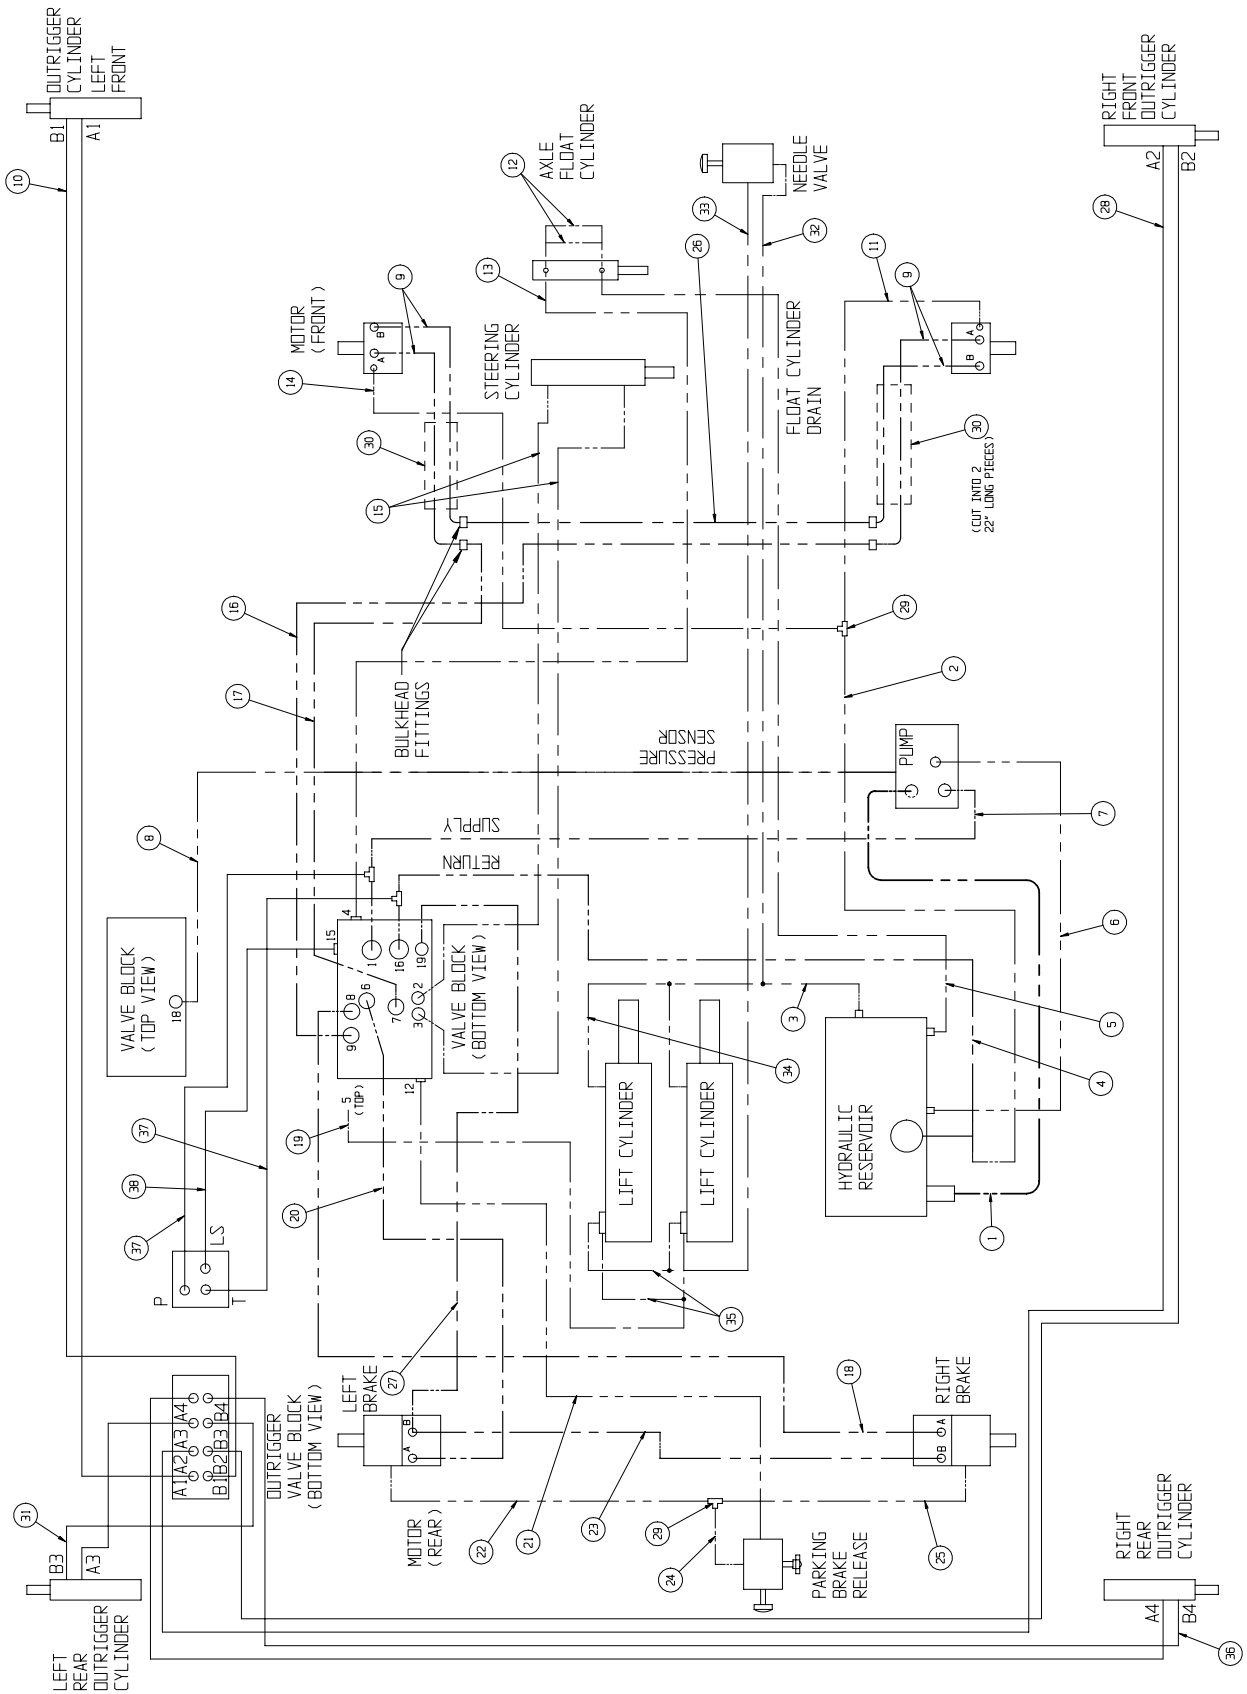 LEFT
REAR
OUTRIGGER
CYLINDER
B3
A3
31
OUTRIGGER
CYLINDER
LEFT
FRONT
B1
A1
10
A1
A2
A3
A4
B1
B2
B3
B4
OUTRIGGER
VALVE BLOCK
(BOTTOM VIEW)
P
T
LS
37
38
37
VALVE BLOCK
(TOP VIEW)
18
8
19
5
(TOP)
20
12
9
8
6
7
3
2
1
16
19
15
4
VALVE BLOCK
(BOTTOM VIEW)
SUPPLY
RETURN
PRESSURE
SENSOR
17
16
BULKHEAD
FITTINGS
MOTOR
(FRONT)
A
B
14
9
30
15
STEERING
CYLINDER
13
12
AXLE
FLOAT
CYLINDER
LEFT
BRAKE
A
B
27
MOTOR
(REAR)
22
21
23
29
24
25
18
PARKING
BRAKE
RELEASE
RIGHT
BRAKE
B
A
LIFT CYLINDER
LIFT CYLINDER
34
35
3
HYDRAULIC
RESERVOIR
1
4
5
6
7
PUMP
2
29
26
33
32
NEEDLE
VALVE
FLOAT CYLINDER
DRAIN
11
9
B
A
30
(CUT INTO 2
22" LONG PIECES)
RIGHT
REAR
OUTRIGGER
CYLINDER
A4
B4
36
RIGHT
FRONT
OUTRIGGER
CYLINDER
A2
B2
28